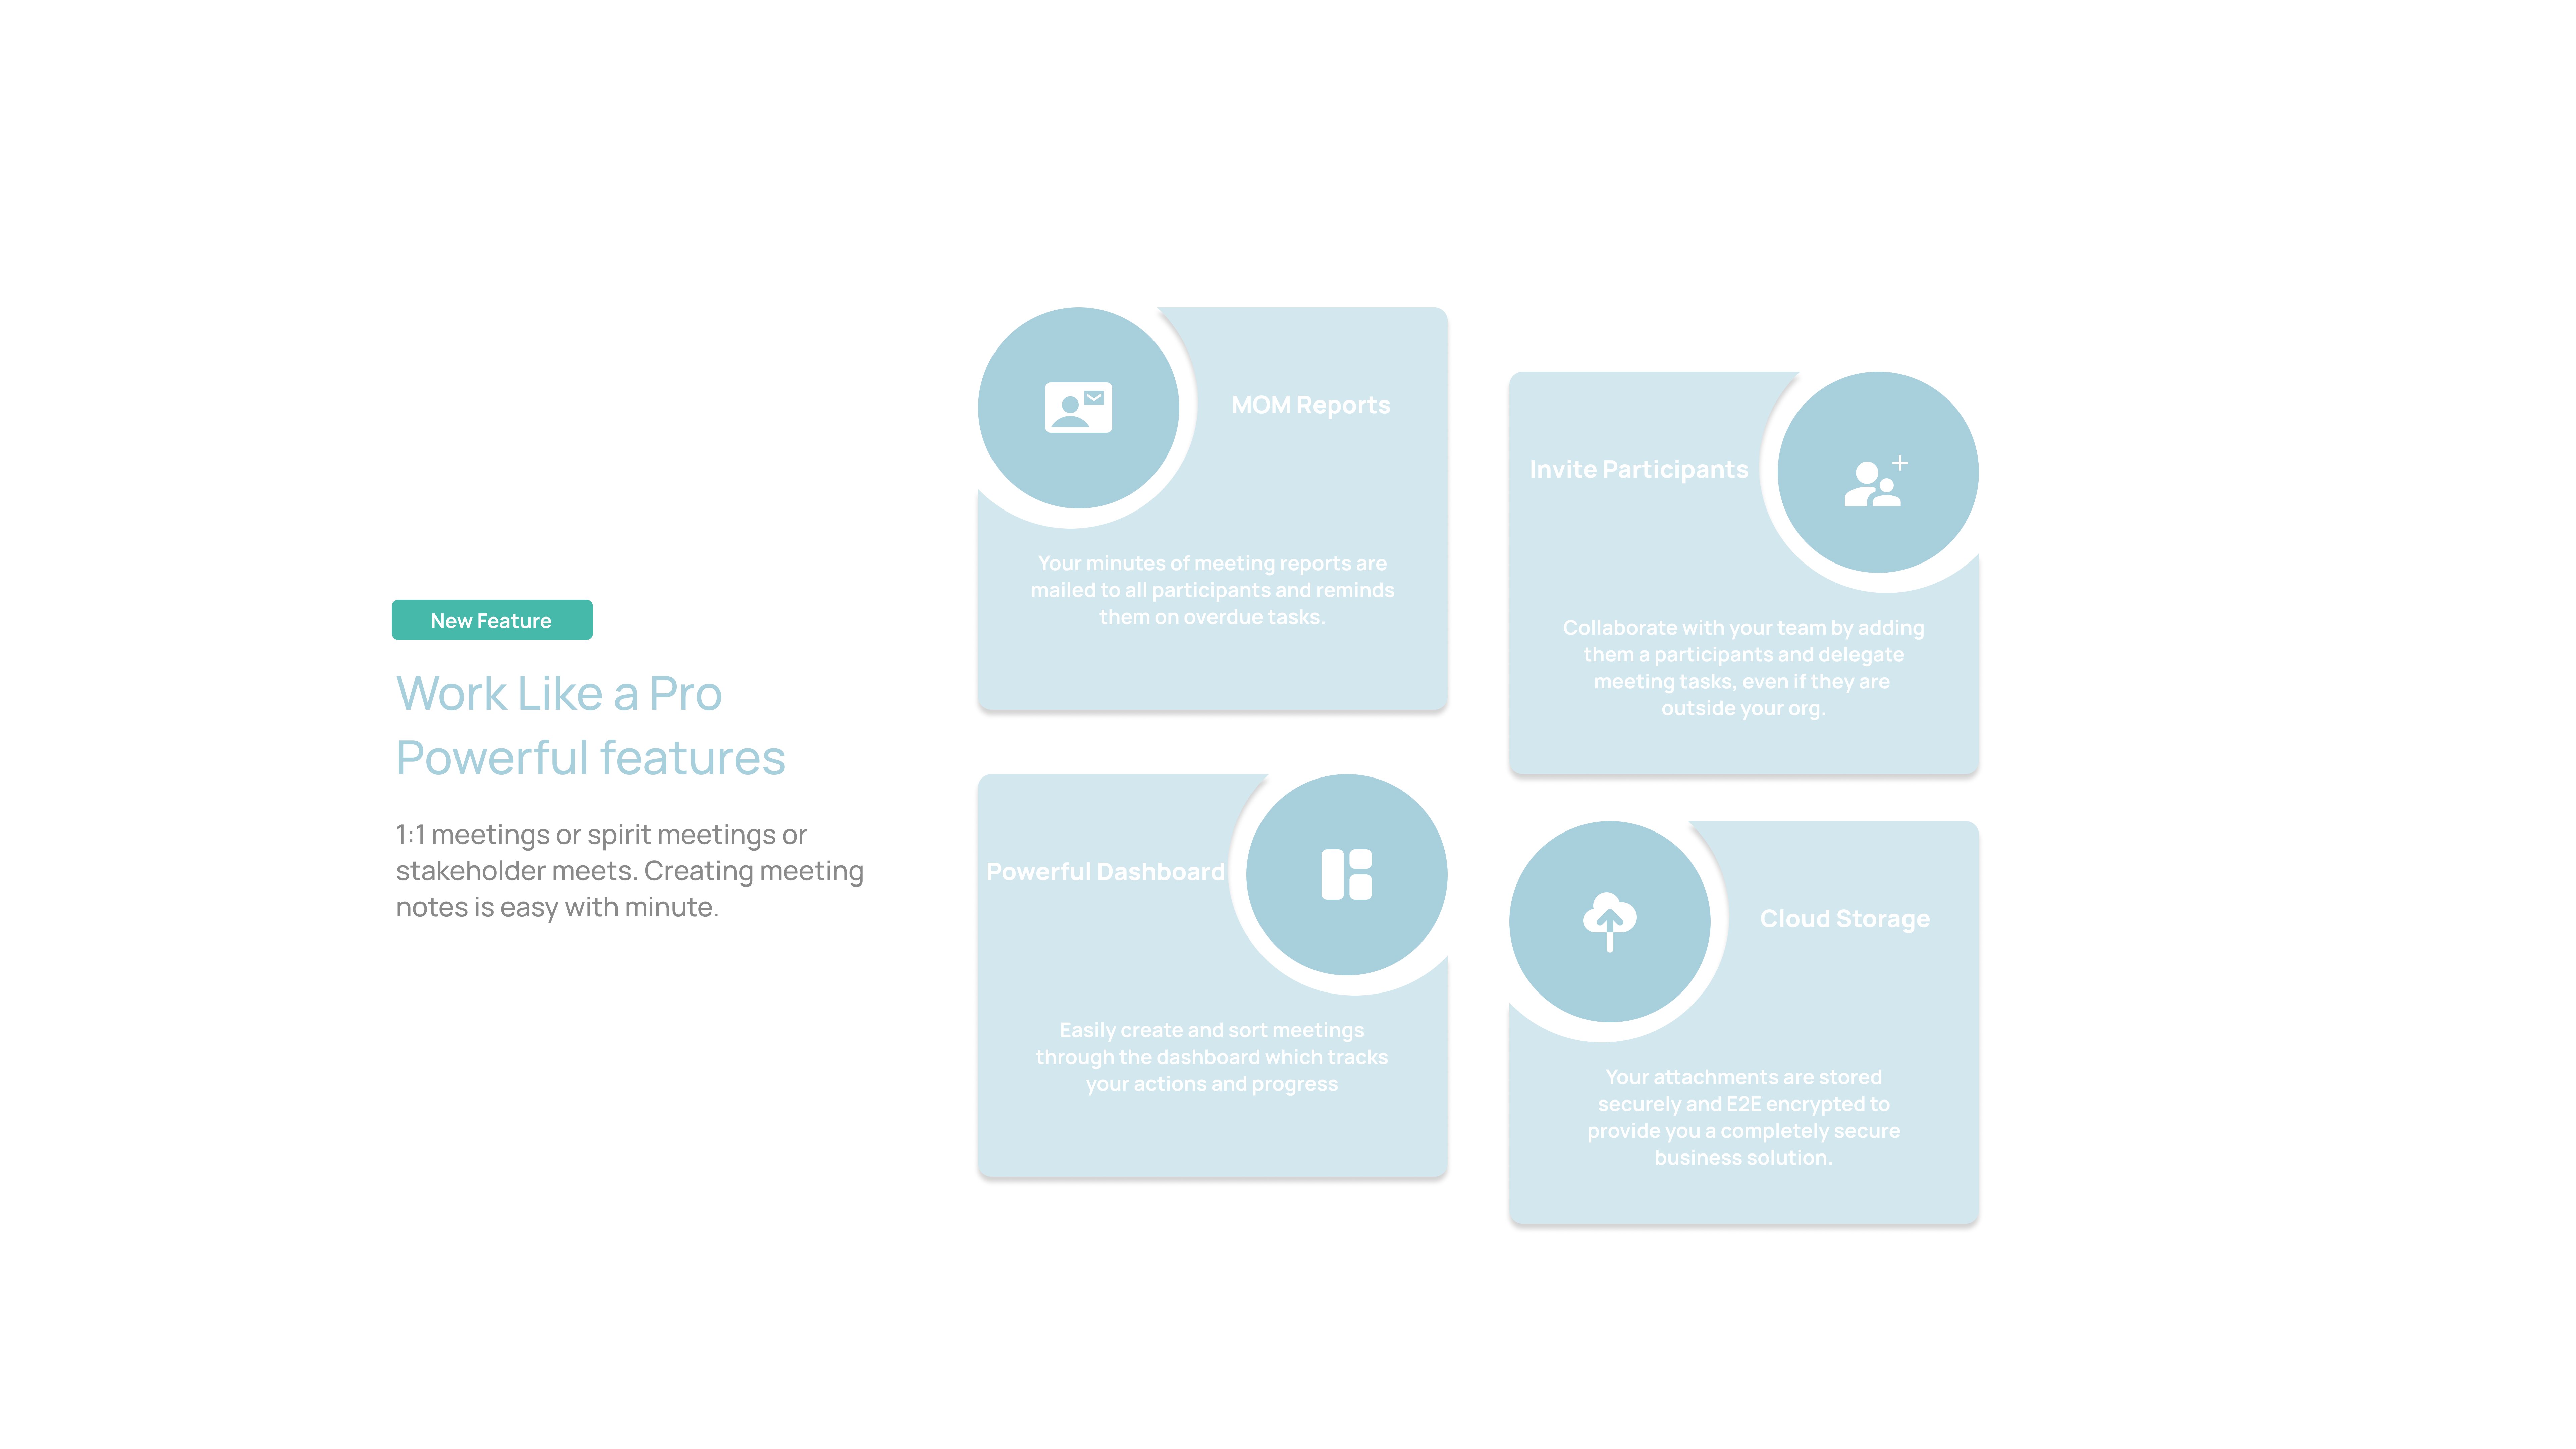 New Feature
Work Like a Pro
Powerful features
1:1 meetings or spirit meetings or
stakeholder meets. Creating meeting
notes is easy with minute.
MOM Reports
Your minutes of meeting reports are
mailed to all participants and reminds
them on overdue tasks.
Invite Participants
Collaborate with your team by adding
them a participants and delegate
meeting tasks, even if they are
outside your org.
Powerful Dashboard
Easily create and sort meetings
through the dashboard which tracks
your actions and progress
Cloud Storage
Your attachments are stored
securely and E2E encrypted to
provide you a completely secure
business solution.